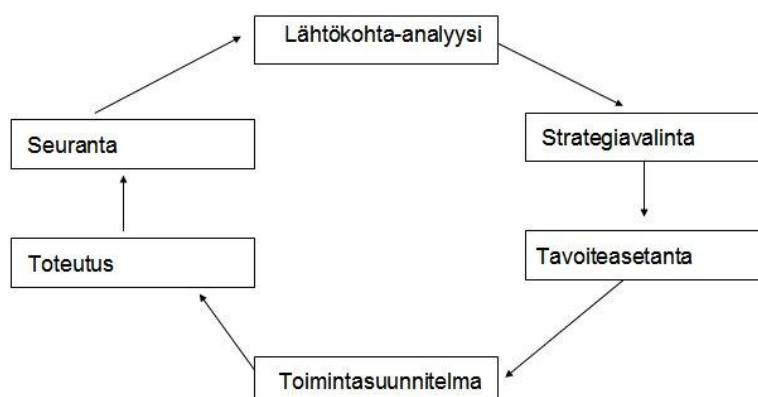 Lähtökohta-analyysi
Strategiavalinta
Tavoiteasetanta
Toimintasuunnitelma
Toteutus
Seuranta